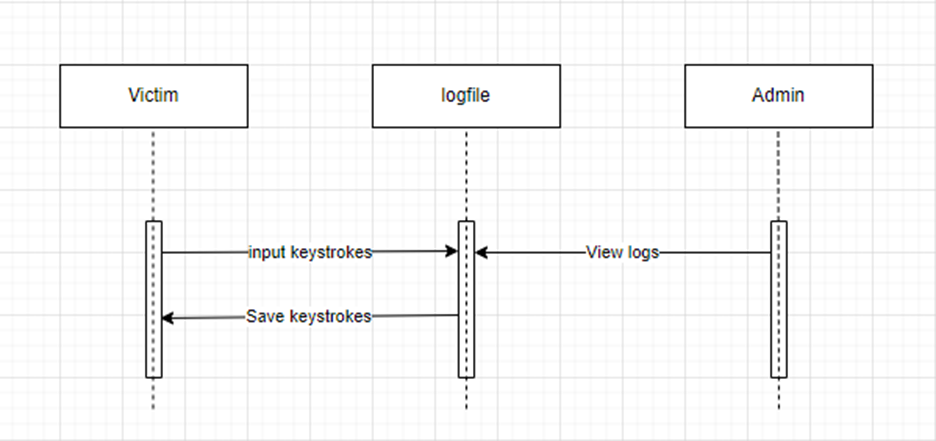 Victim
logfile
Admin
input keystrokes
View logs
Save keystrokes